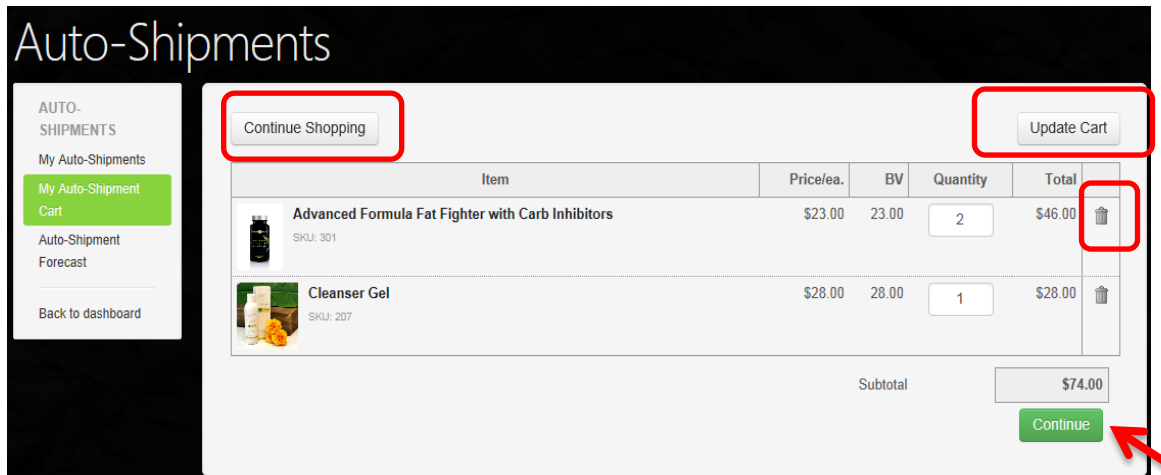 Auto-Shipments
AUTO-
SHIPMENTS
My Auto-Shipments
My Auto-Shipment
Cart
Auto-Shipment
Forecast
Back to dashboard
Continue Shopping
Update Cart
Item Price/ea. BV Quantity Total
Advanced Formula Fat Fighter with Carb Inhibitors $23.00 23.00 2 $46.00
SKU: 301
Cleanser Gel $28.00 28.00 1 $28.00
SKU: 207
Subtotal $74.00
Continue